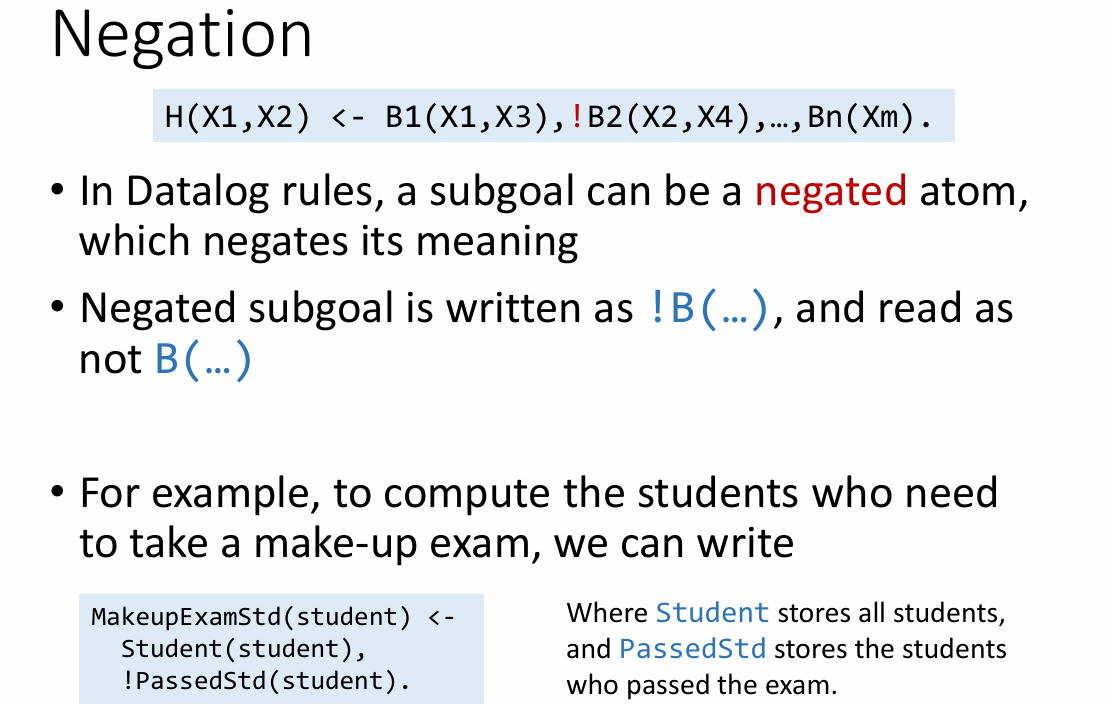 Negation
H(X1,X2) <- B1(X1,X3),!B2(X2,X4),…,Bn(Xm).
• In Datalog rules, a subgoal can be a negated atom,
which negates its meaning
• Negated subgoal is written as !B(…), and read as
not B(…)
• For example, to compute the students who need
to take a make-up exam, we can write
MakeupExamStd(student) <-
Student(student),
!PassedStd(student).
Where Student stores all students,
and PassedStd stores the students
who passed the exam.